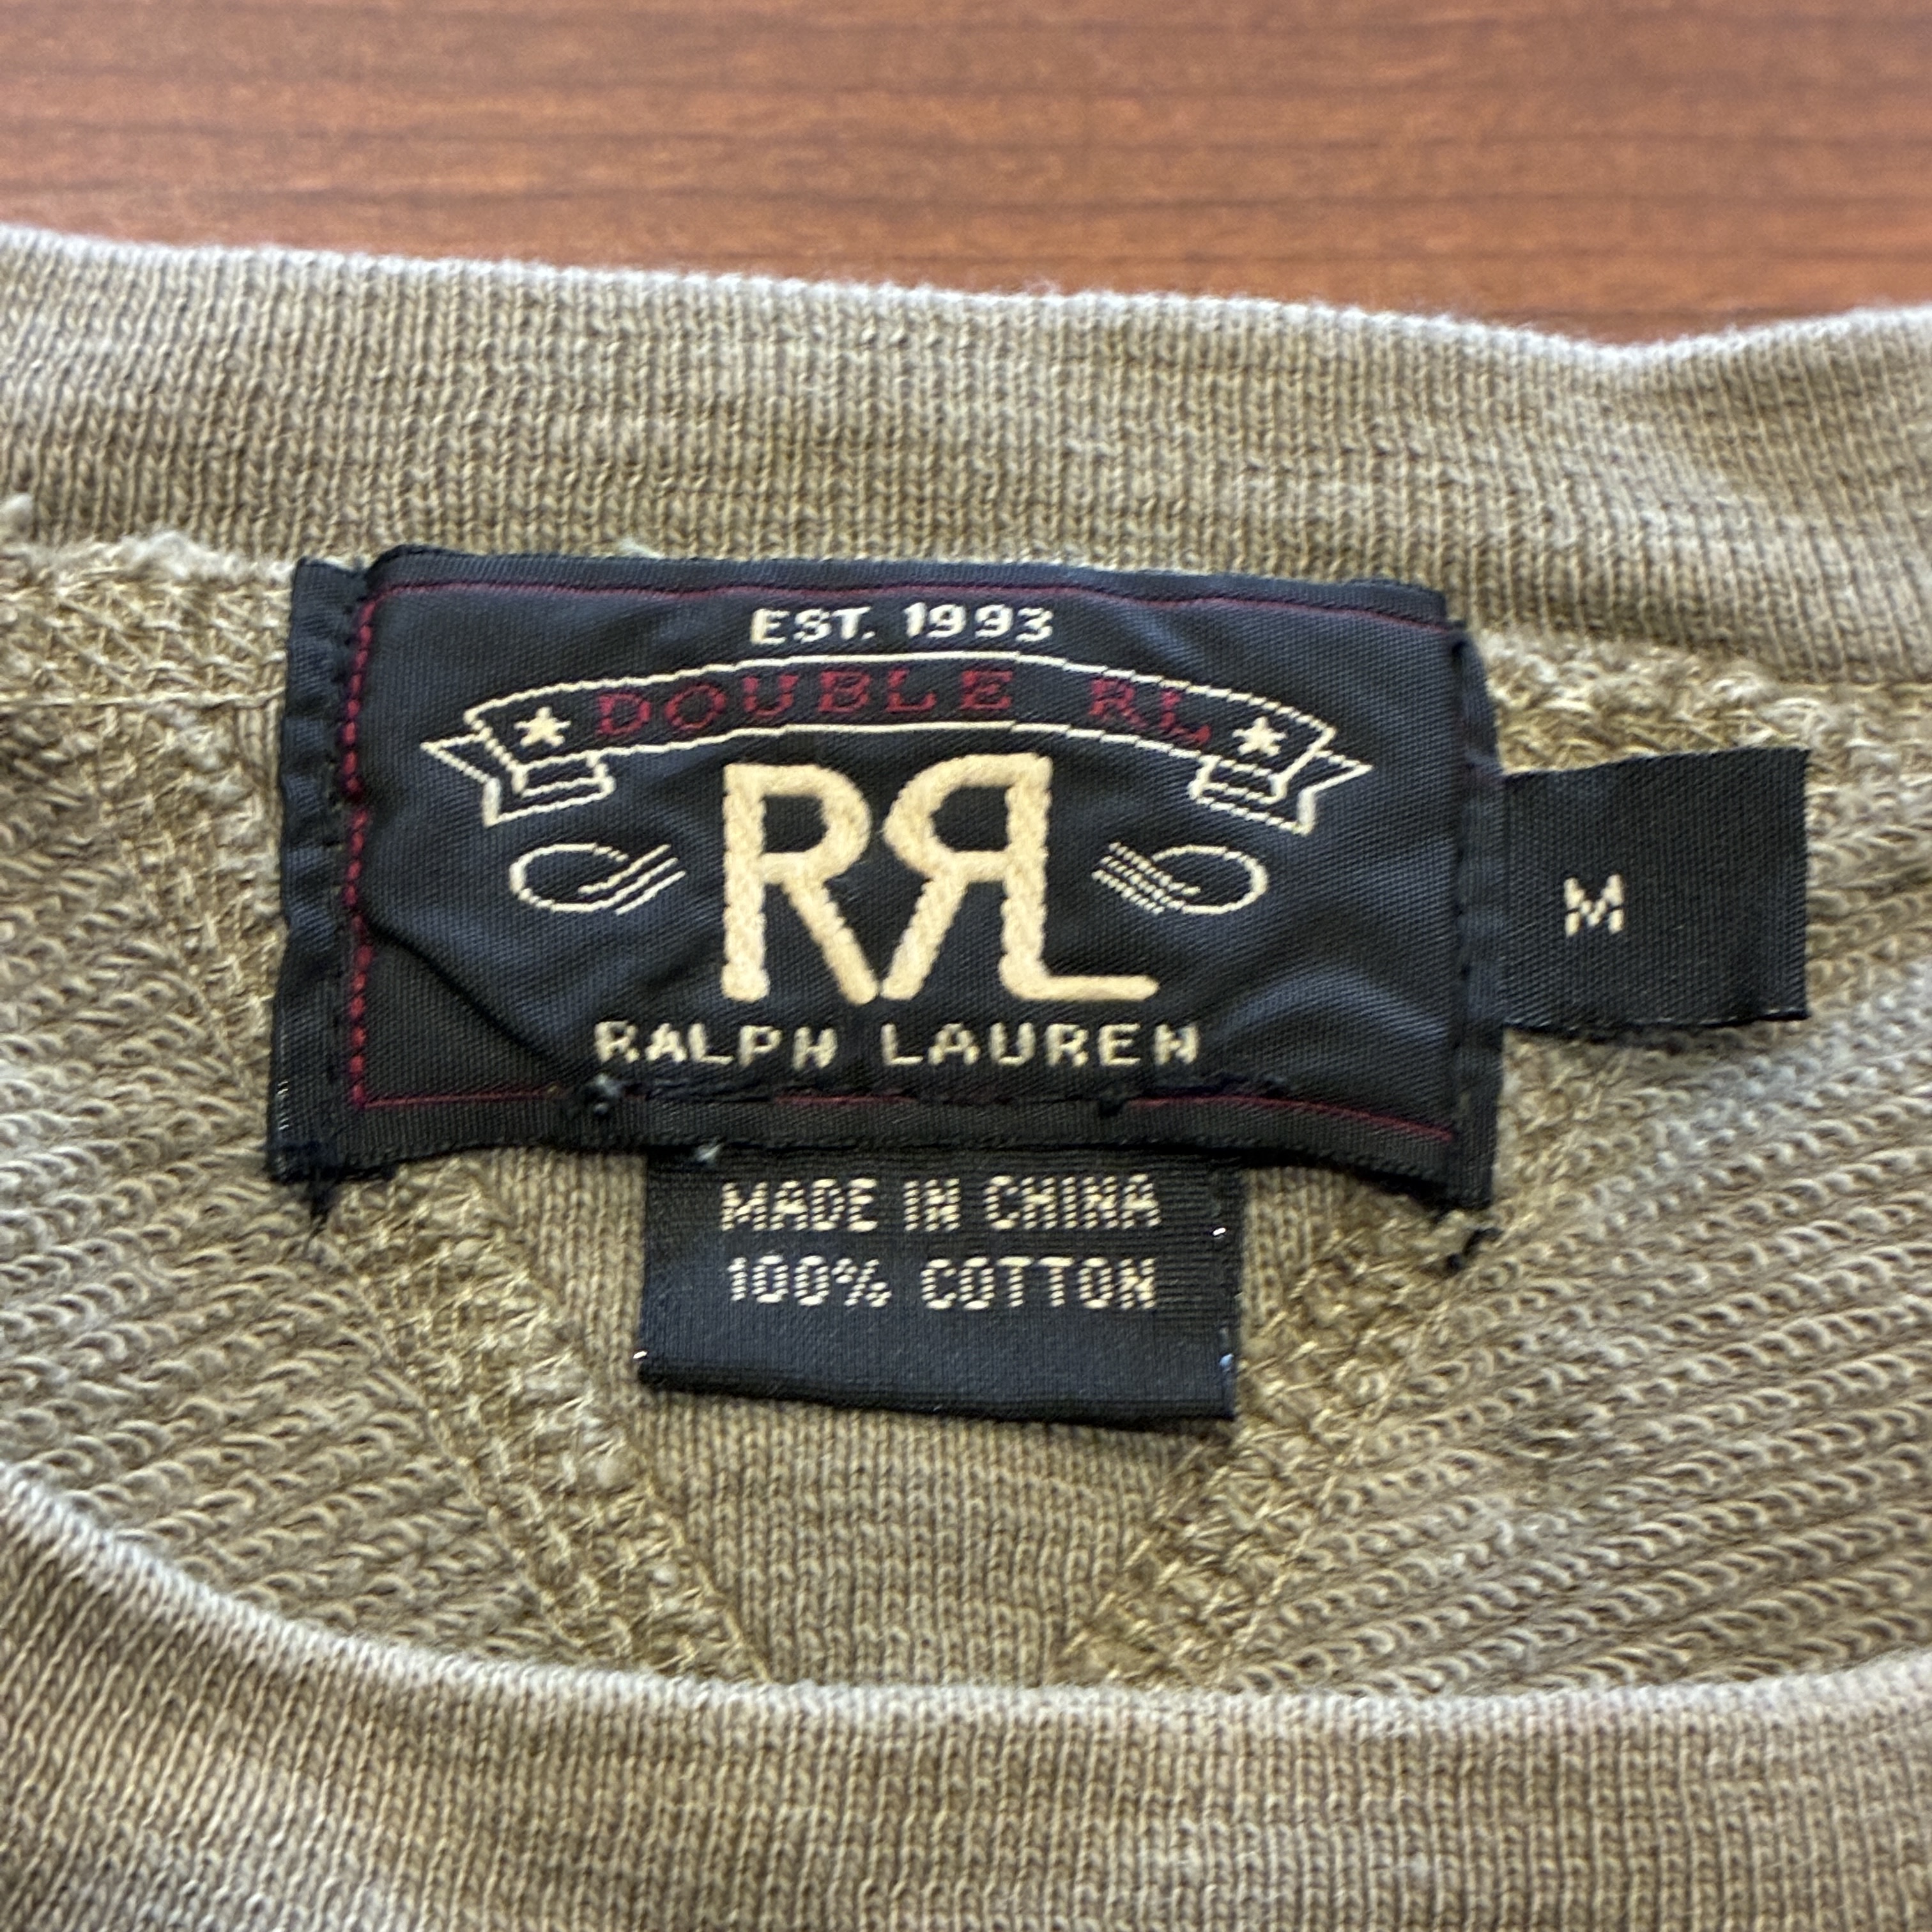 EST. 1993
DOUBLE RL
RRL
RALPH LAUREN
M
MADE IN CHINA
100% COTTON